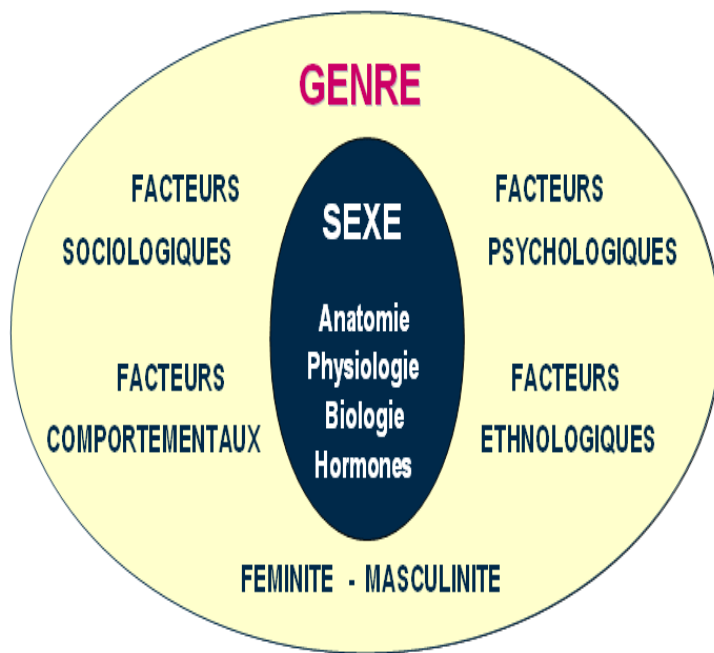 GENRE
FACTEURS
SOCIOLOGIQUES
FACTEURS
PSYCHOLOGIQUES
SEXE
Anatomie
Physiologie
Biologie
Hormones
FACTEURS
COMPORTEMENTAUX
FACTEURS
ETHNOLOGIQUES
FEMINITE - MASCULINITE